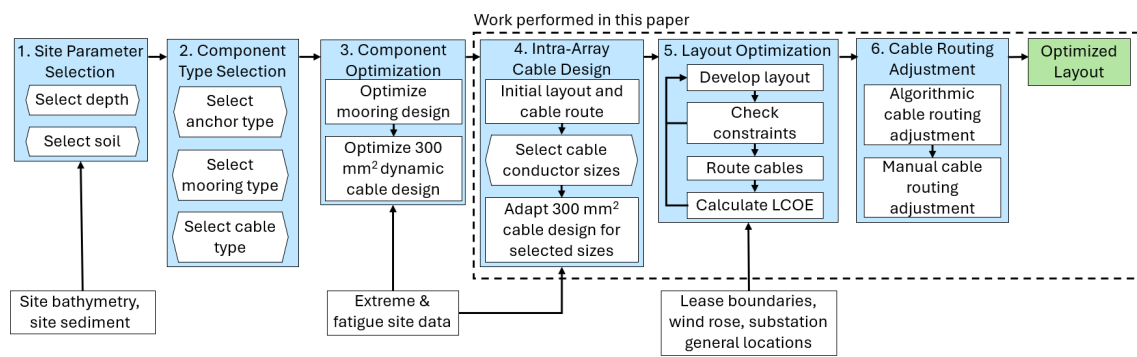 Work performed in this paper
1. Site Parameter
Selection
Select depth
Select soil
2. Component
Type Selection
Select
anchor type
Select
mooring type
Select cable
type
3. Component
Optimization
Optimize
mooring design
Optimize 300
mm² dynamic
cable design
4. Intra-Array
Cable Design
Initial layout and
cable route
Select cable
conductor sizes
Adapt 300 mm²
cable design for
selected sizes
5. Layout Optimization
Develop layout
Check
constraints
Route cables
Calculate LCOE
6. Cable Routing
Adjustment
Algorithmic
cable routing
adjustment
Manual cable
routing
adjustment
Optimized
Layout
Site bathymetry,
site sediment
Extreme &
fatigue site data
Lease boundaries,
wind rose, substation
general locations